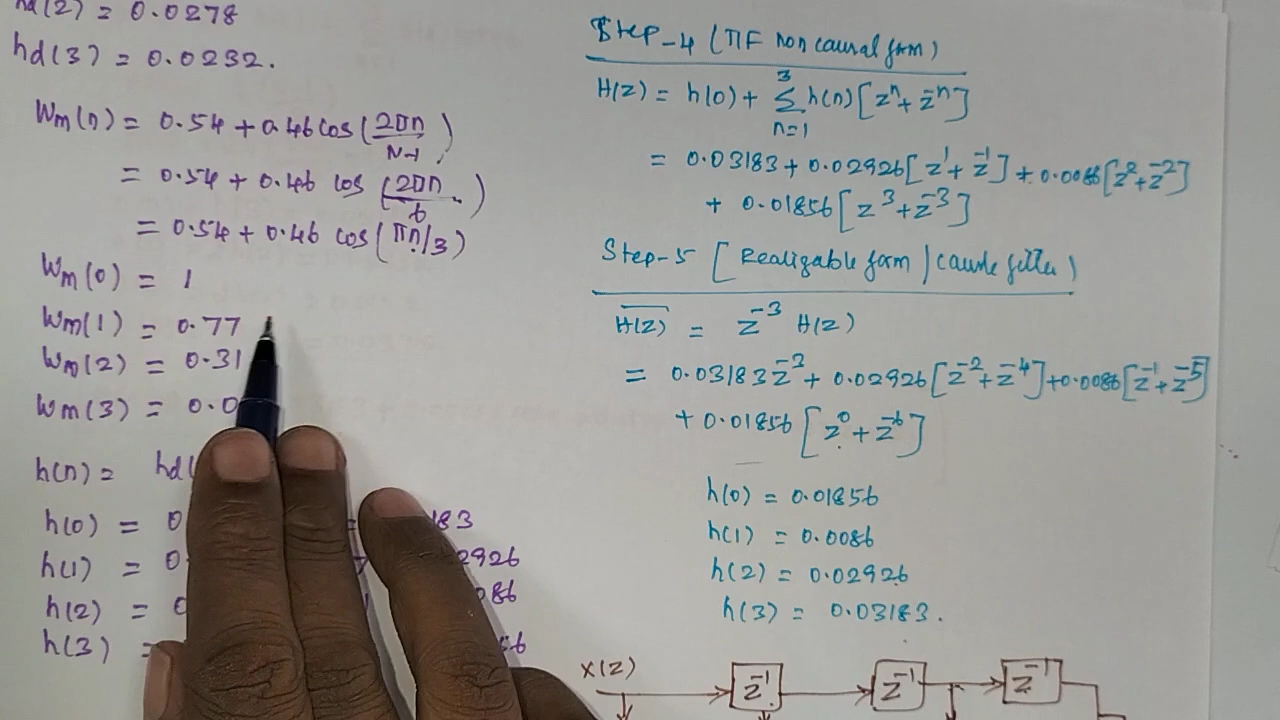 hd(2) = 0.0278
hd(3) = 0.0232.
Wm(n) = 0.54 + 0.46 cos(2πn/N-1)
= 0.54 + 0.46 cos (2πn/6)
= 0.54 + 0.46 cos(πn/3)
Wm(0) = 1
Wm(1) = 0.77
Wm(2) = 0.31
Wm(3) = 0.0
h(n) = hd(
h(0) = 0 = 183
h(1) = 0. 2926
h(2) = 0 086
h(3) = 56
Step-4 (TF non causal form)
H(z) = h(0) + 3 Σ n=1 h(n) [z^n + z^-n]
= 0.03183 + 0.02926[z^1 + z^-1] + 0.0086[z^2 + z^-2]
+ 0.01856[z^3 + z^-3]
Step-5 [Realizable form)
H(z) = z^-3 H(z)
= 0.03183z^-3 + 0.02926[z^-2 + z^-4] + 0.0086[z^-1 + z^-5]
+ 0.01856[z^0 + z^-6]
h(0) = 0.01856
h(1) = 0.0086
h(2) = 0.02926
h(3) = 0.03183.
X(z)
z^-1 z^-1 z^-1